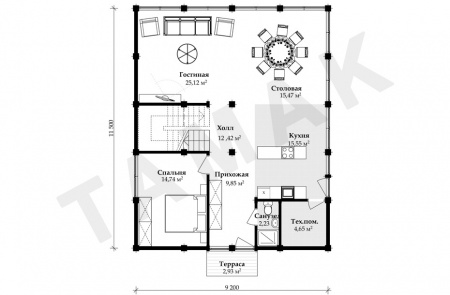 Гостиная
25,12 м²
Столовая
15,47 м²
Холл
12,42 м²
Кухня
15,55 м²
Спальня
14,74 м²
Прихожая
9,85 м²
Санузел
2,23
Тех.пом.
4,65 м²
Терраса
2,93 м²
11 500
9 200
TAMAK